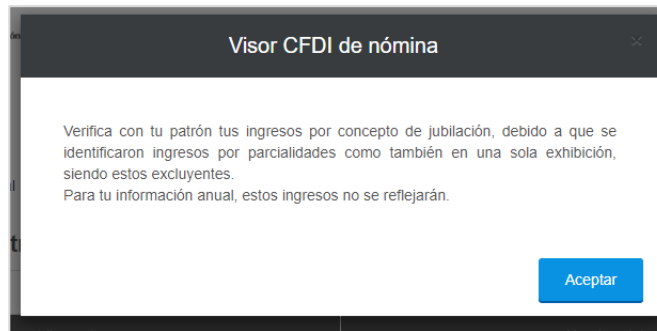 Visor CFDI de nómina
×
Verifica con tu patrón tus ingresos por concepto de jubilación, debido a que se
identificaron ingresos por parcialidades como también en una sola exhibición,
siendo estos excluyentes.
Para tu información anual, estos ingresos no se reflejarán.
Aceptar